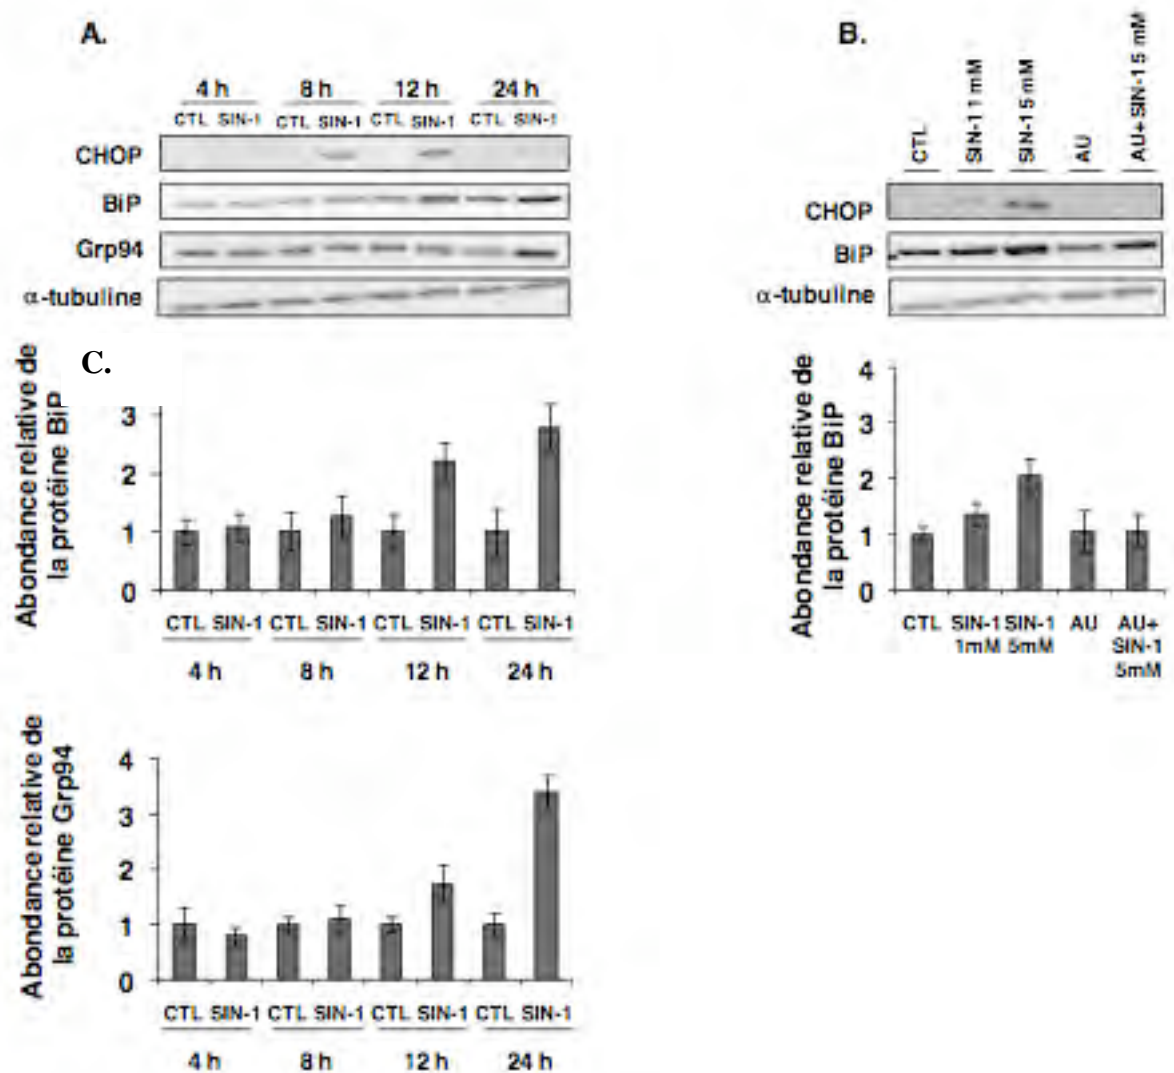 A.
4 h 8 h 12 h 24 h
CTL SIN-1 CTL SIN-1 CTL SIN-1 CTL SIN-1
CHOP
BiP
Grp94
α-tubuline
B.
CTL
SIN-1 1 mM
SIN-1 5 mM
AU
AU+ SIN-1 5 mM
CHOP
BiP
α-tubuline
C.
Abondance relative de
la protéine BiP
3
2
1
0
CTL SIN-1 CTL SIN-1 CTL SIN-1 CTL SIN-1
4 h 8 h 12 h 24 h
Abondance relative de
la protéine BiP
4
3
2
1
0
CTL SIN-1 SIN-1 AU AU+
1mM 5mM SIN-1
5mM
Abondance relative de
la protéine Grp94
4
3
2
1
0
CTL SIN-1 CTL SIN-1 CTL SIN-1 CTL SIN-1
4 h 8 h 12 h 24 h